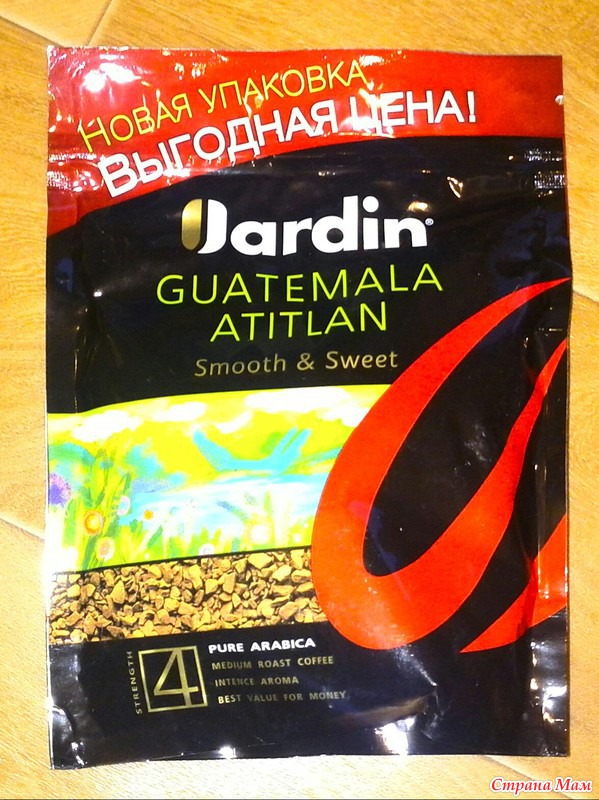 НОВАЯ УПАКОВКА
ВЫГОДНАЯ ЦЕНА!
Jardin®
GUATEMALA
ATITLAN
Smooth & Sweet
STRENGTH
4
PURE ARABICA
MEDIUM ROAST COFFEE
INTENCE AROMA
BEST VALUE FOR MONEY
Страна Мам